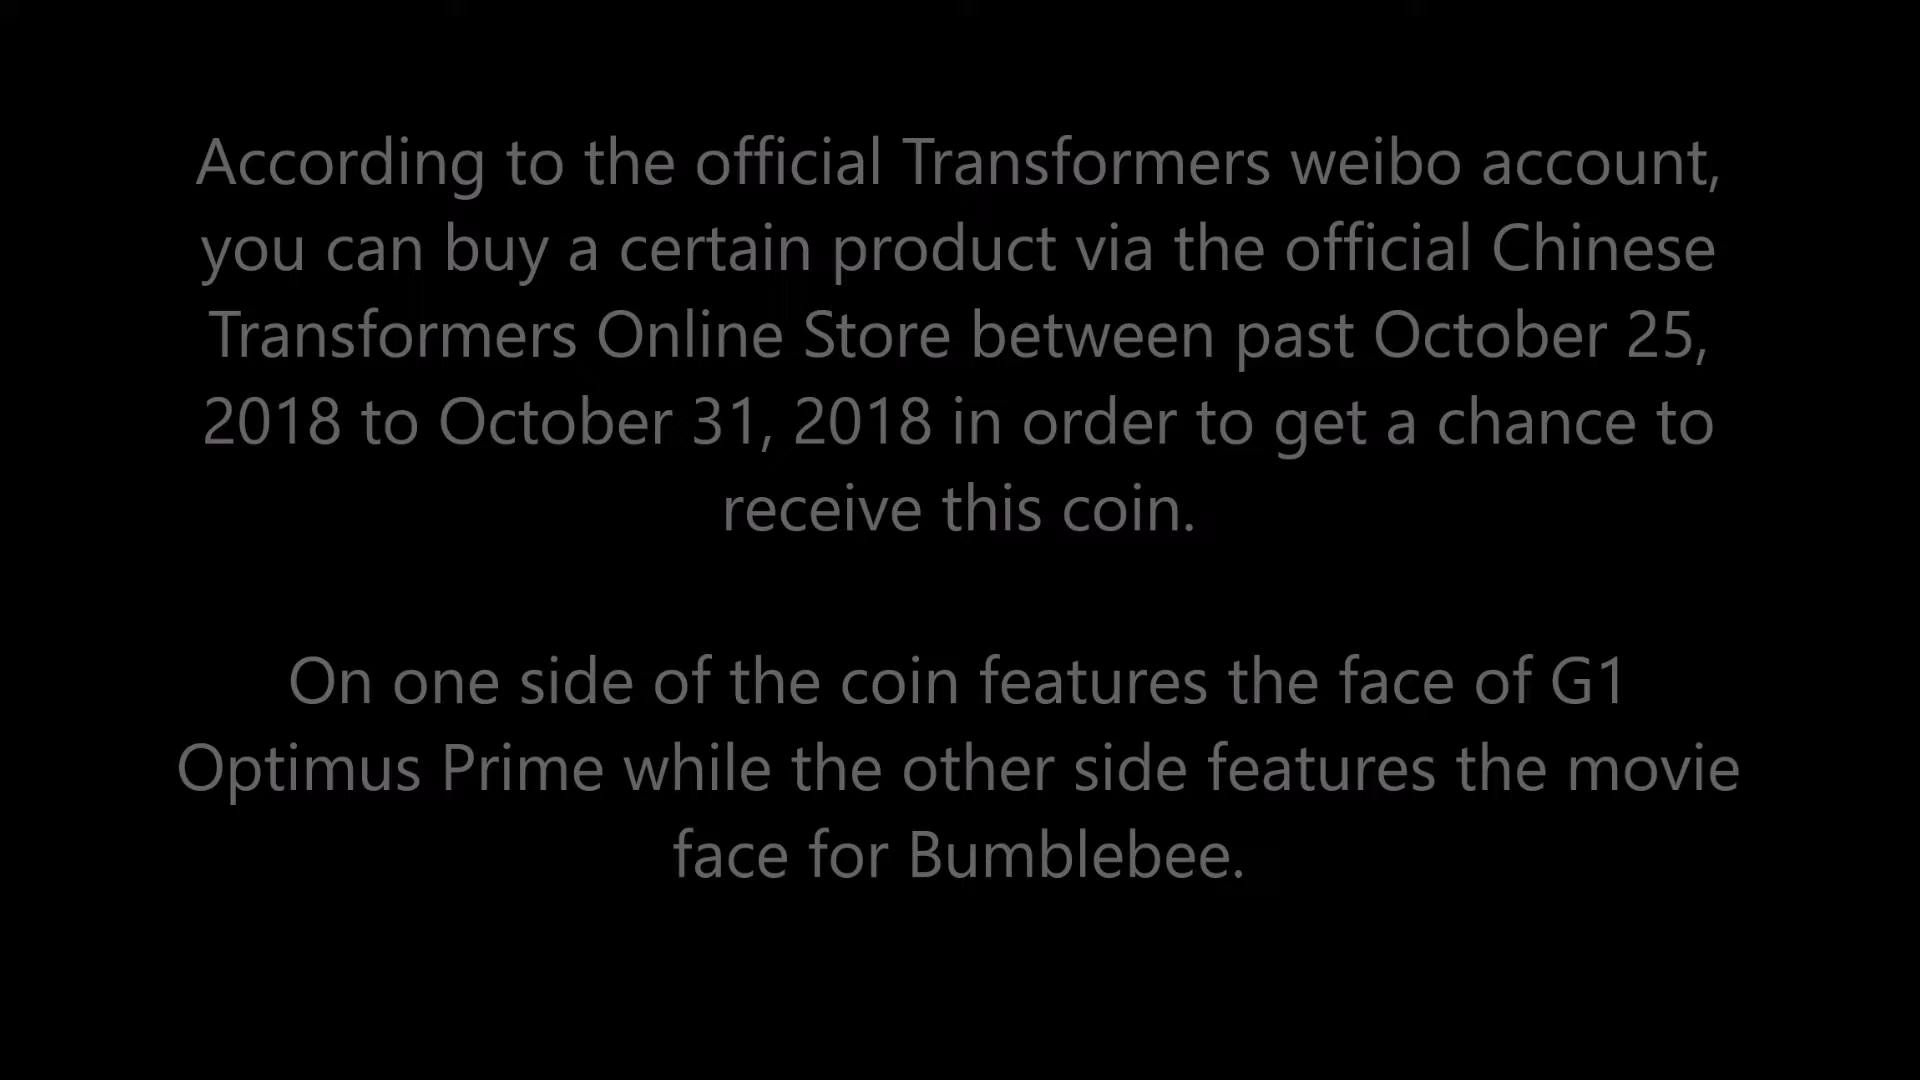 According to the official Transformers weibo account,
you can buy a certain product via the official Chinese
Transformers Online Store between past October 25,
2018 to October 31, 2018 in order to get a chance to
receive this coin.
On one side of the coin features the face of G1
Optimus Prime while the other side features the movie
face for Bumblebee.